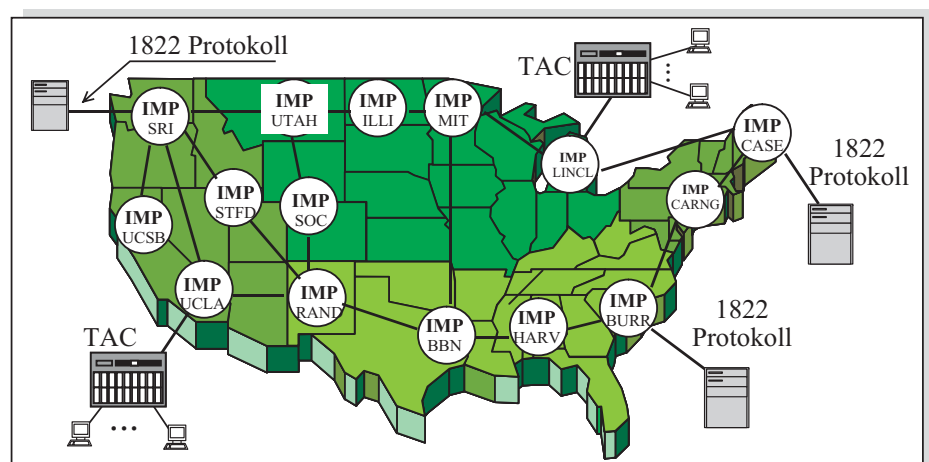 1822 Protokoll
TAC
IMP
SRI
IMP
UTAH
IMP
ILLI
IMP
MIT
IMP
LINCL
IMP
CASE
1822
Protokoll
IMP
UCSB
IMP
STFD
IMP
SOC
IMP
CARNG
IMP
UCLA
IMP
RAND
IMP
BBN
IMP
HARV
IMP
BURR
1822
Protokoll
TAC